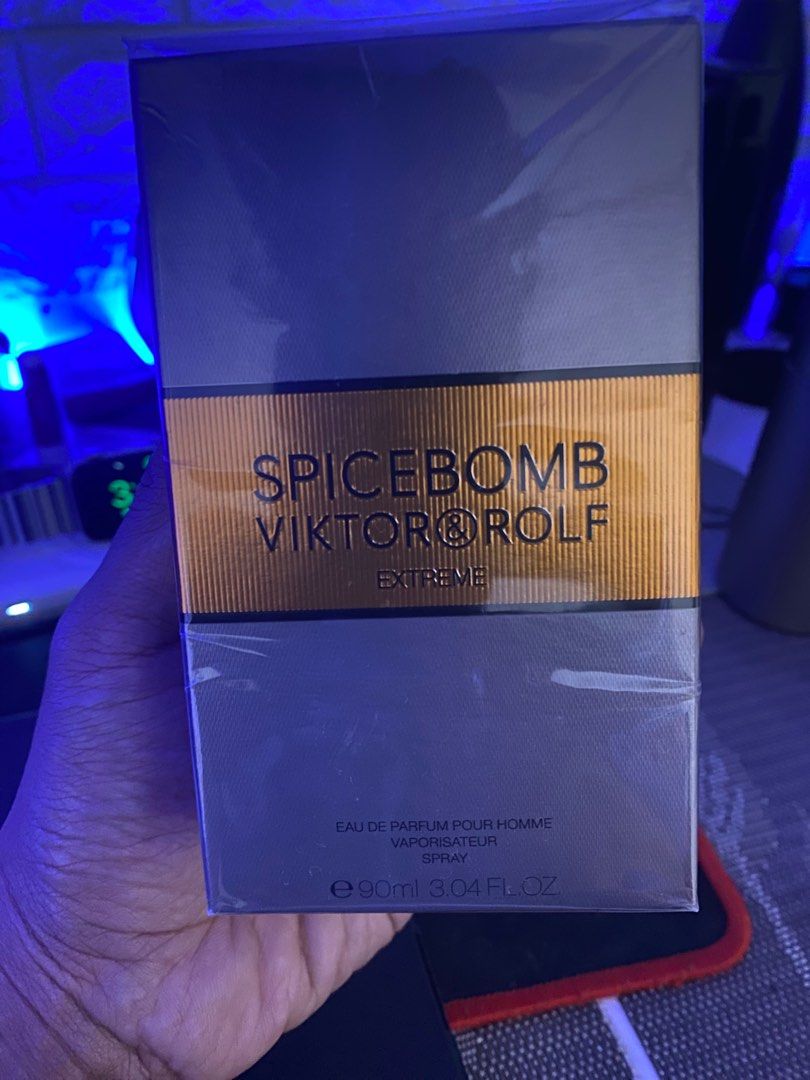 SPICEBOMB
VIKTOR&ROLF
EXTREME
EAU DE PARFUM POUR HOMME
VAPORISATEUR
SPRAY
℮90ml 3.04 FL.OZ